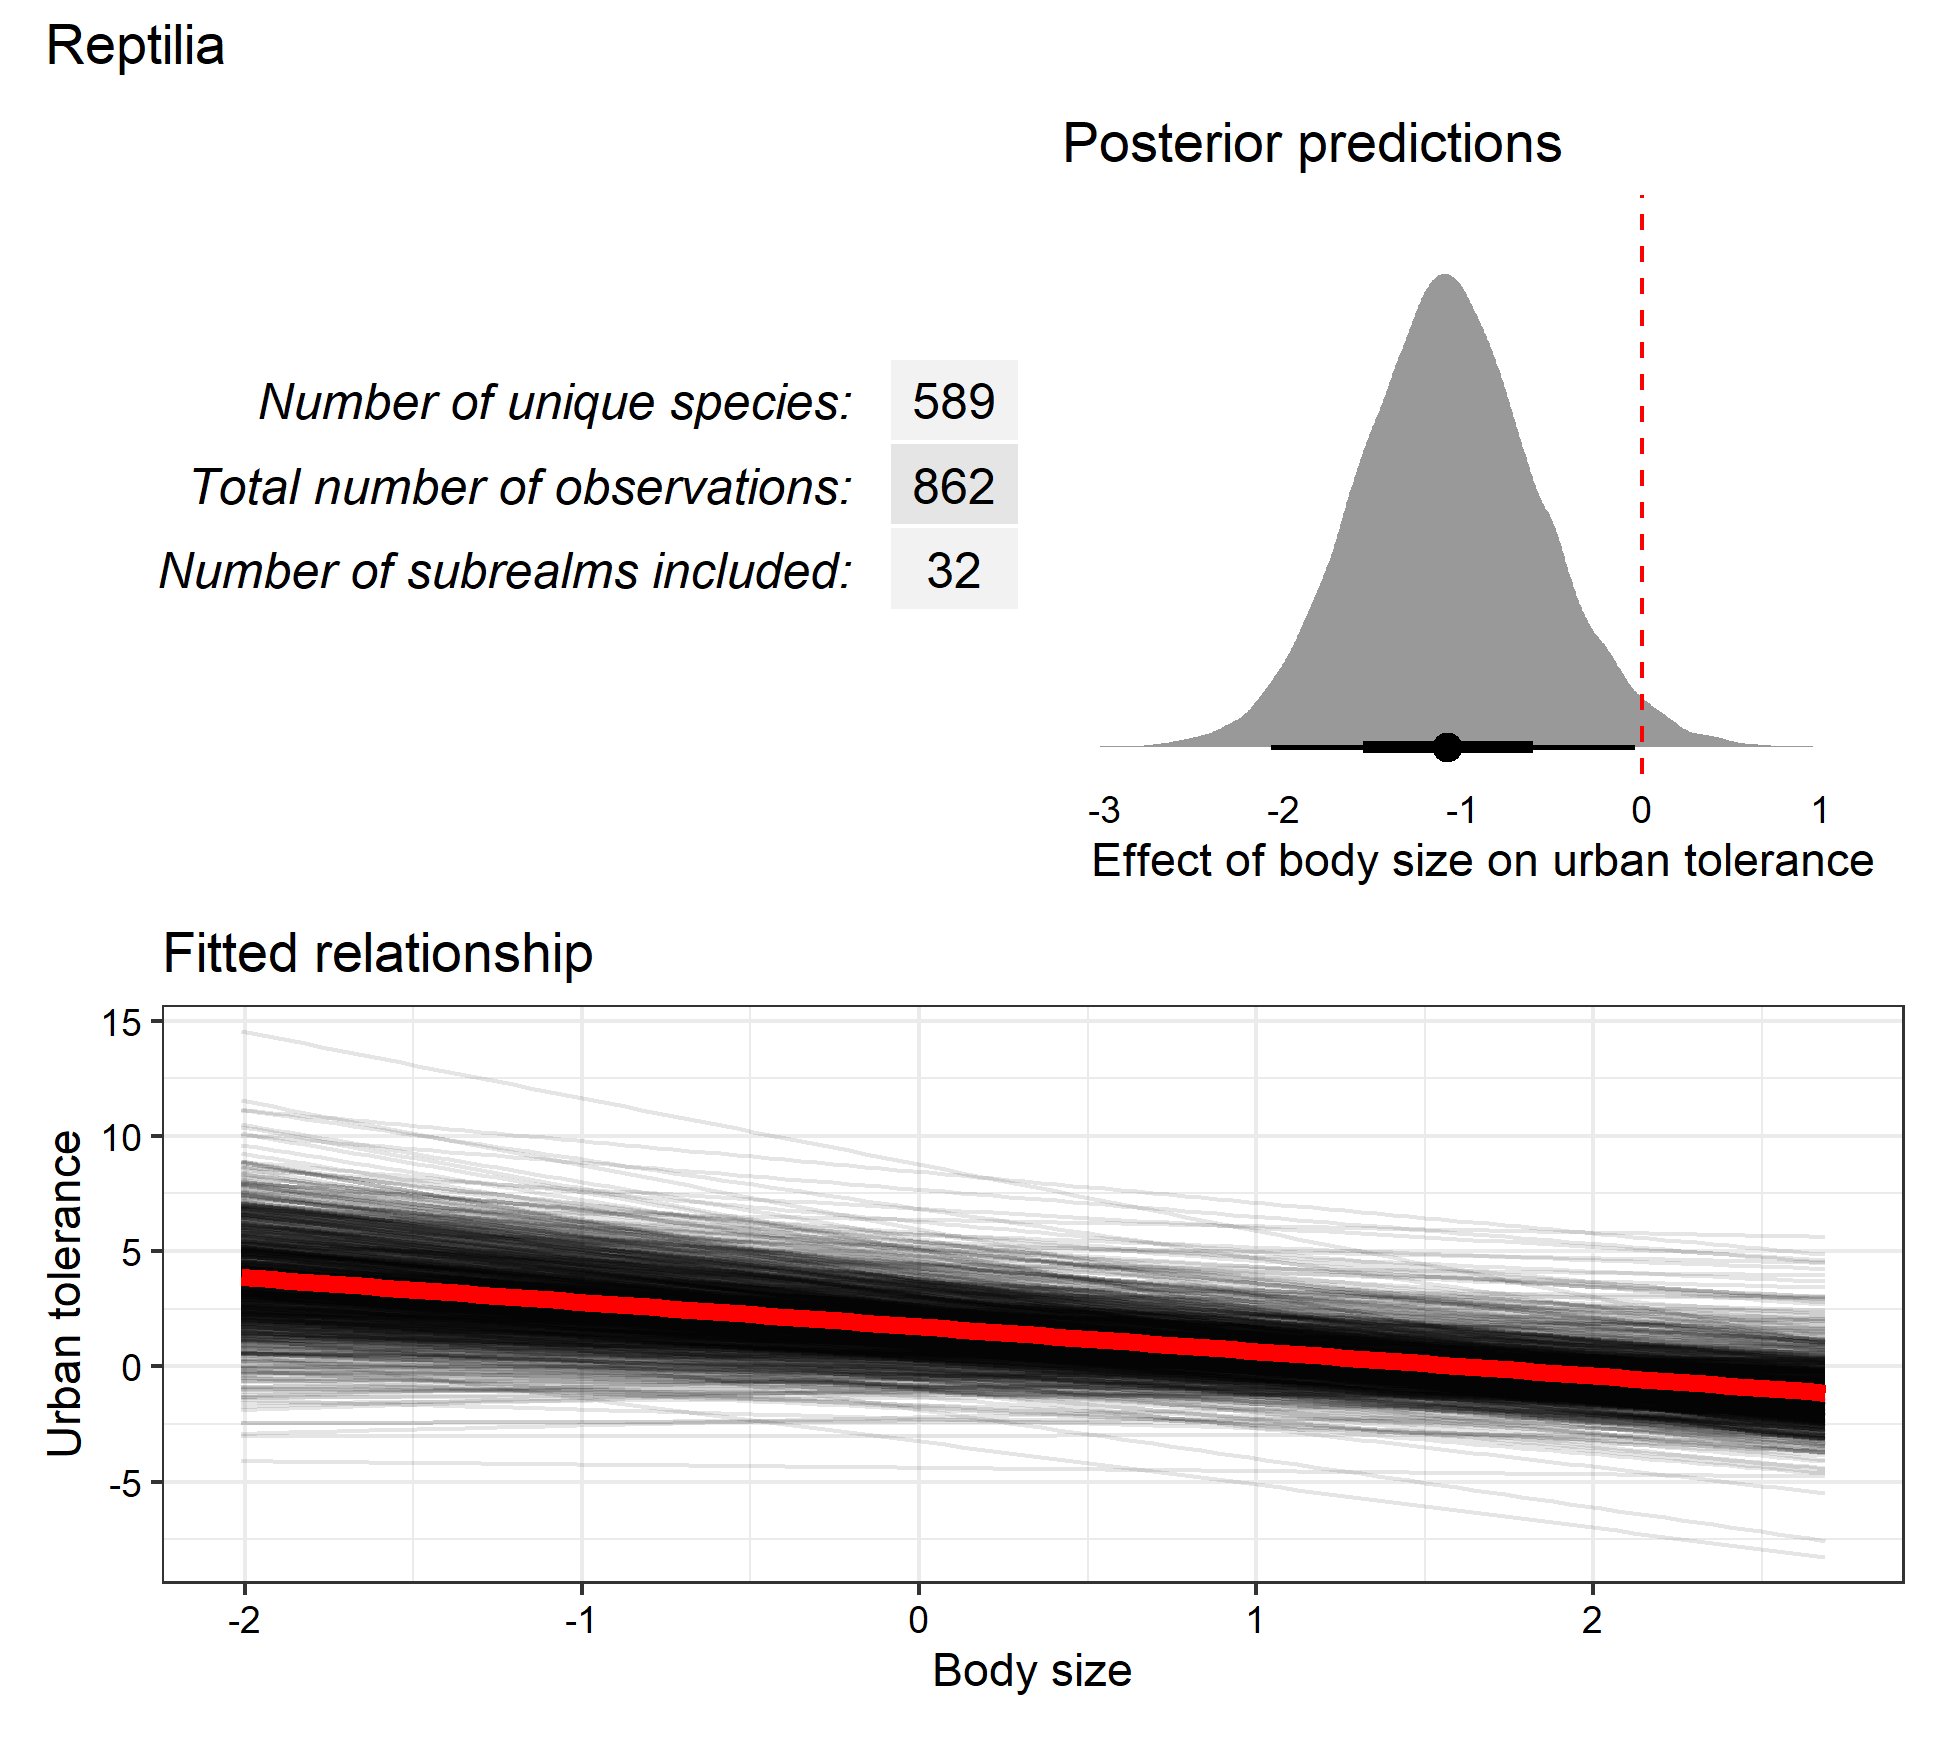 Reptilia
Posterior predictions
Number of unique species: 589
Total number of observations: 862
Number of subrealms included: 32
-3 -2 -1 0 1
Effect of body size on urban tolerance
Fitted relationship
15
10
5
0
-5
Urban tolerance
-2 -1 0 1 2
Body size